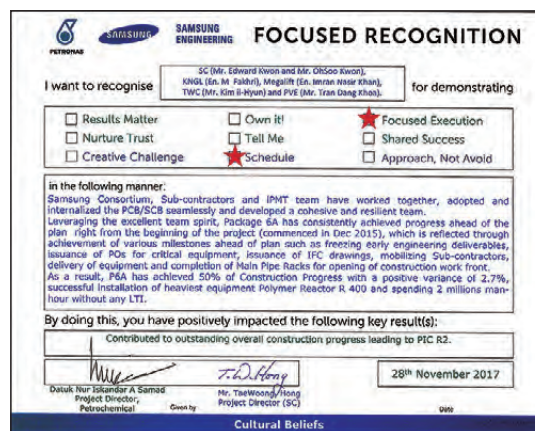 PETRONAS
SAMSUNG
SAMSUNG
ENGINEERING
FOCUSED RECOGNITION
I want to recognise
SC (Mr. Edward Kwon and Mr. OhSoo Kwon),
KNGL (En. M Fakhri), Megalift (En. Imran Nasir Khan),
TWC (Mr. Kim Il-Hyun) and PVE (Mr. Tran Dang Khoa).
for demonstrating
Results Matter
Own it!
Focused Execution
Nurture Trust
Tell Me
Shared Success
Creative Challenge
Schedule
Approach, Not Avoid
in the following manner:
Samsung Consortium, Sub-contractors and IPMT team have worked together, adopted and
internalized the PCB/SCB seamlessly and developed a cohesive and resilient team.
Leveraging the excellent team spirit, Package 6A has consistently achieved progress ahead of the
plan right from the beginning of the project (commenced in Dec 2015), which is reflected through
achievement of various milestones ahead of plan such as freezing early engineering deliverables,
issuance of POs for critical equipment, issuance of IFC drawings, mobilizing Sub-contractors,
delivery of equipment and completion of Main Pipe Racks for opening of construction work front.
As a result, P6A has achieved 50% of Construction Progress with a positive variance of 2.7%,
successful installation of heaviest equipment Polymer Reactor R 400 and spending 2 millions man-
hour without any LTI.
By doing this, you have positively impacted the following key result(s):
Contributed to outstanding overall construction progress leading to PIC R2.
T.W.Hong
28th November 2017
Datuk Nur Iskandar A Samad
Project Director,
Petrochemical
Given by
Mr. TaeWoong Hong
Project Director (SC)
Date
Cultural Beliefs